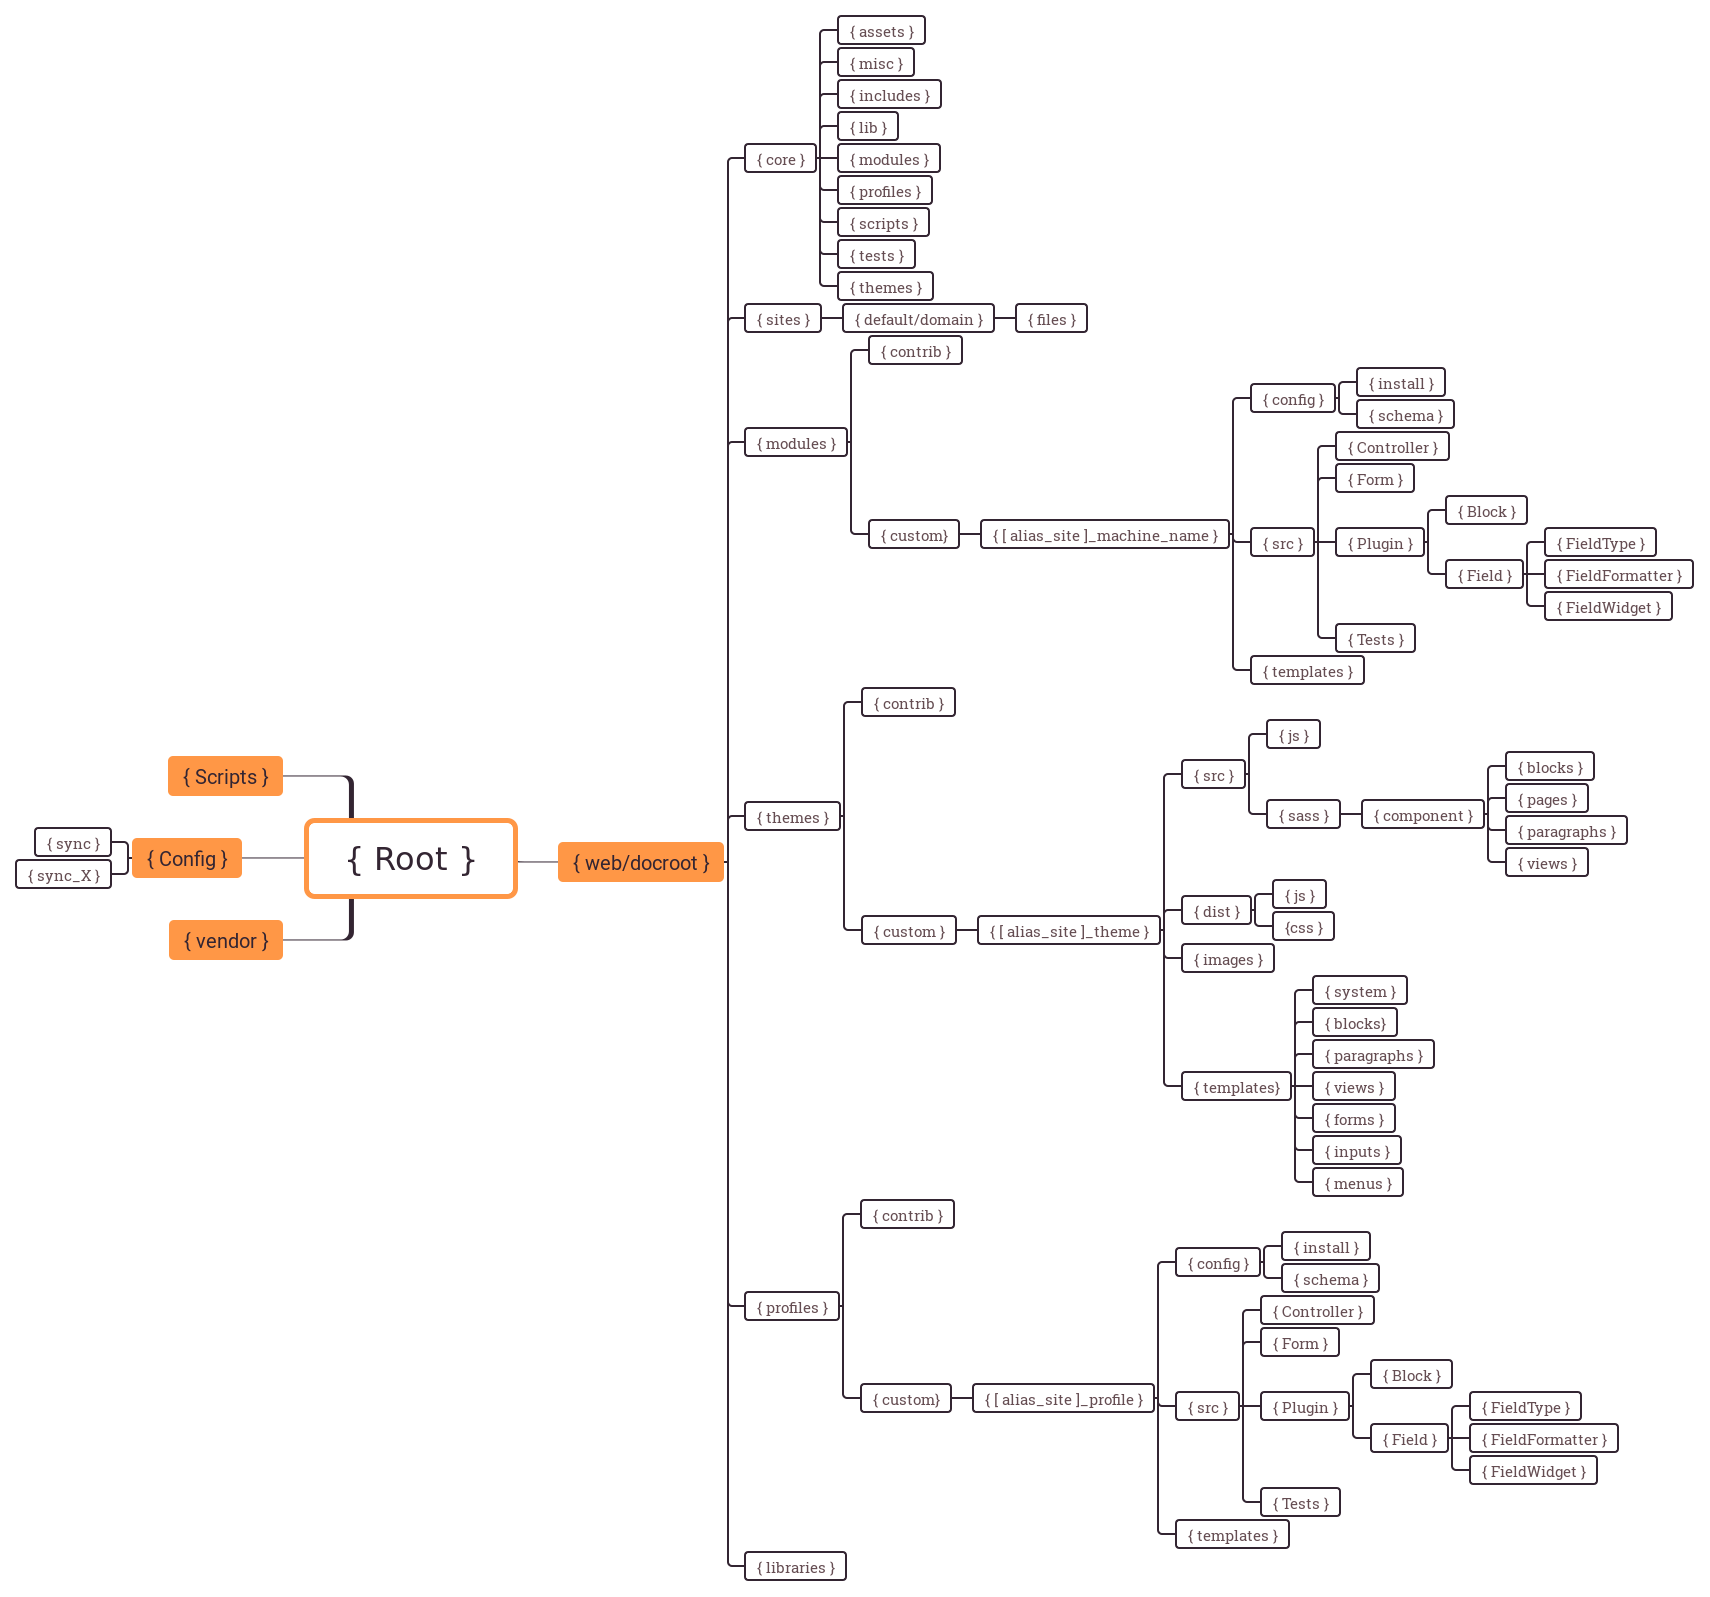 { Root }
{ Scripts }
{ Config }
{ sync }
{ sync_X }
{ vendor }
{ web/docroot }
{ core }
{ assets }
{ misc }
{ includes }
{ lib }
{ modules }
{ profiles }
{ scripts }
{ tests }
{ themes }
{ sites }
{ default/domain }
{ files }
{ modules }
{ contrib }
{ custom}
{ [ alias_site ]_machine_name }
{ config }
{ install }
{ schema }
{ src }
{ Controller }
{ Form }
{ Plugin }
{ Block }
{ Field }
{ FieldType }
{ FieldFormatter }
{ FieldWidget }
{ Tests }
{ templates }
{ themes }
{ contrib }
{ custom }
{ [ alias_site ]_theme }
{ src }
{ js }
{ sass }
{ component }
{ blocks }
{ pages }
{ paragraphs }
{ views }
{ dist }
{ js }
{css }
{ images }
{ templates}
{ system }
{ blocks}
{ paragraphs }
{ views }
{ forms }
{ inputs }
{ menus }
{ profiles }
{ contrib }
{ custom}
{ [ alias_site ]_profile }
{ config }
{ install }
{ schema }
{ src }
{ Controller }
{ Form }
{ Plugin }
{ Block }
{ Field }
{ FieldType }
{ FieldFormatter }
{ FieldWidget }
{ Tests }
{ templates }
{ libraries }